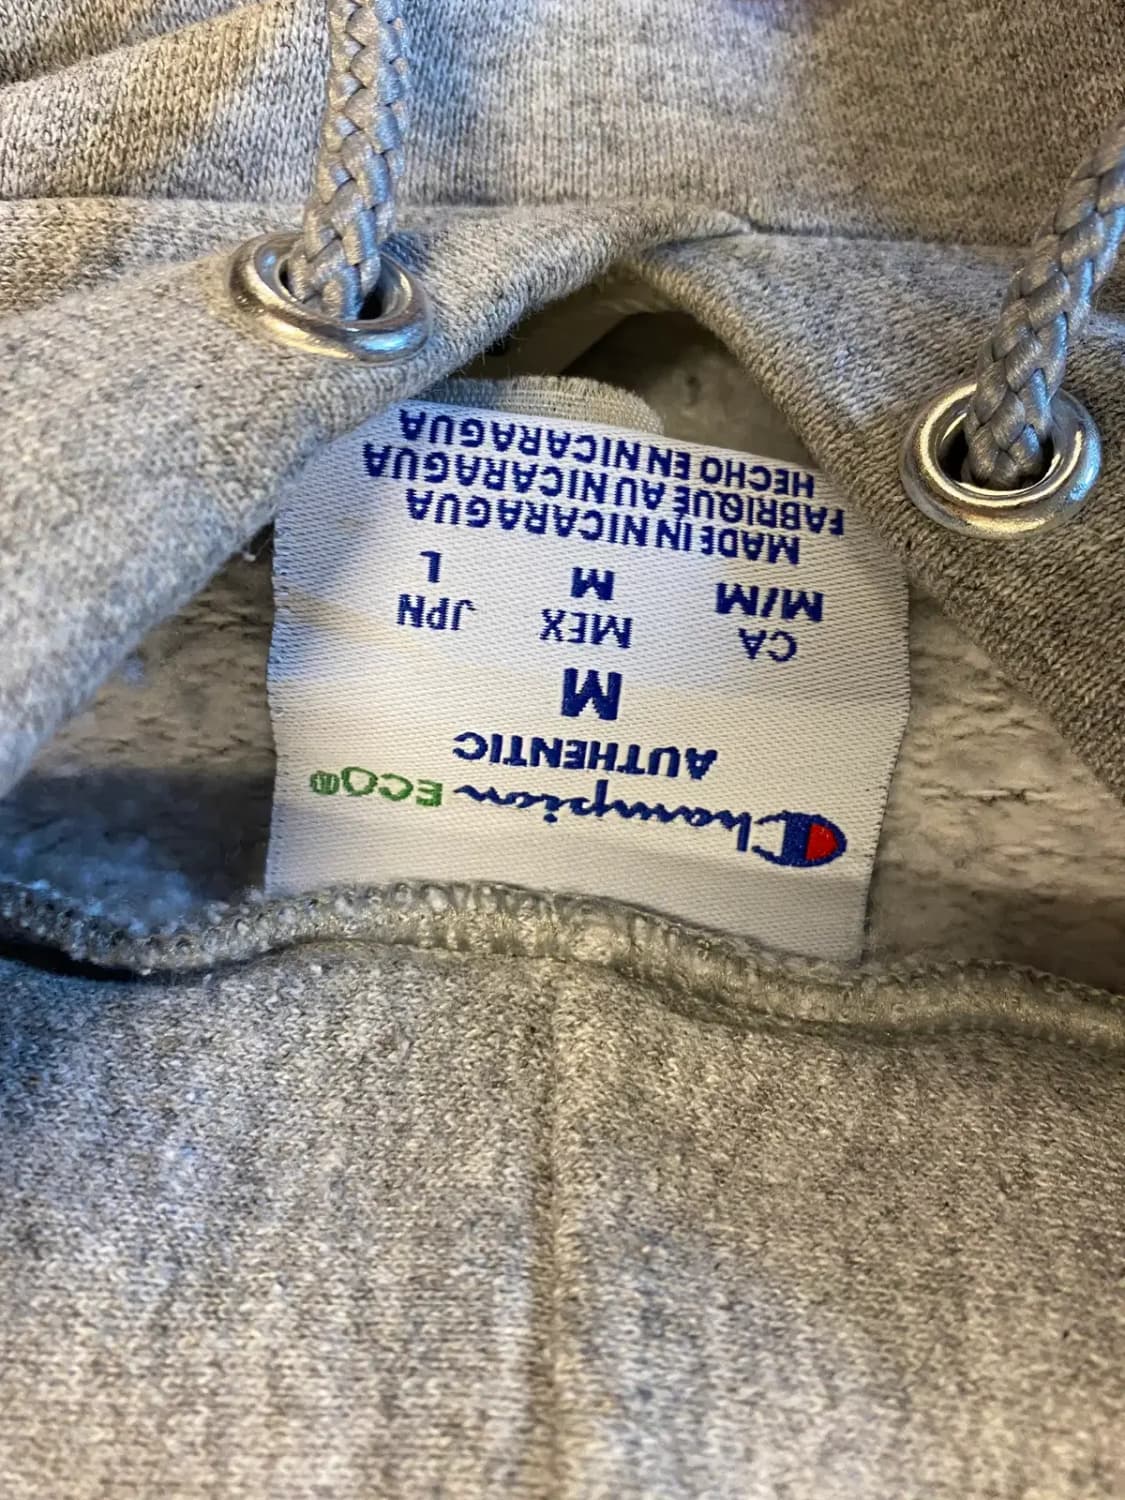 Champion ECO®
AUTHENTIC
M
CA MEX JPN
M/M M L
MADE IN NICARAGUA
FABRIQUÉ AU NICARAGUA
HECHO EN NICARAGUA